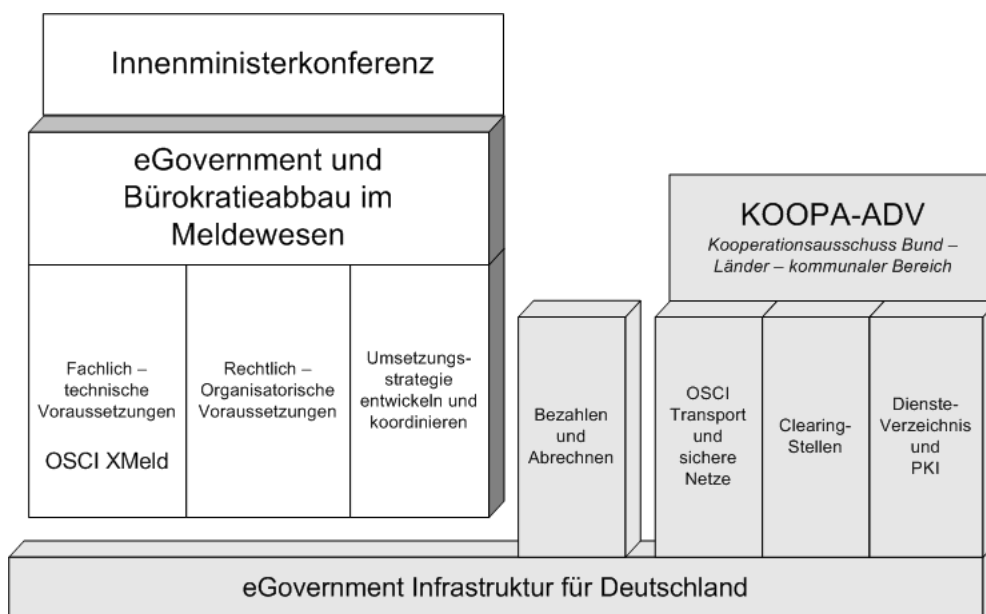 Innenministerkonferenz
eGovernment und
Bürokratieabbau im
Meldewesen
Fachlich –
technische
Voraussetzungen
OSCI XMeld
Rechtlich –
Organisatorische
Voraussetzungen
Umsetzungs-
strategie
entwickeln und
koordinieren
Bezahlen
und
Abrechnen
KOOPA-ADV
Kooperationsausschuss Bund –
Länder – kommunaler Bereich
OSCI
Transport
und
sichere
Netze
Clearing-
Stellen
Dienste-
Verzeichnis
und
PKI
eGovernment Infrastruktur für Deutschland